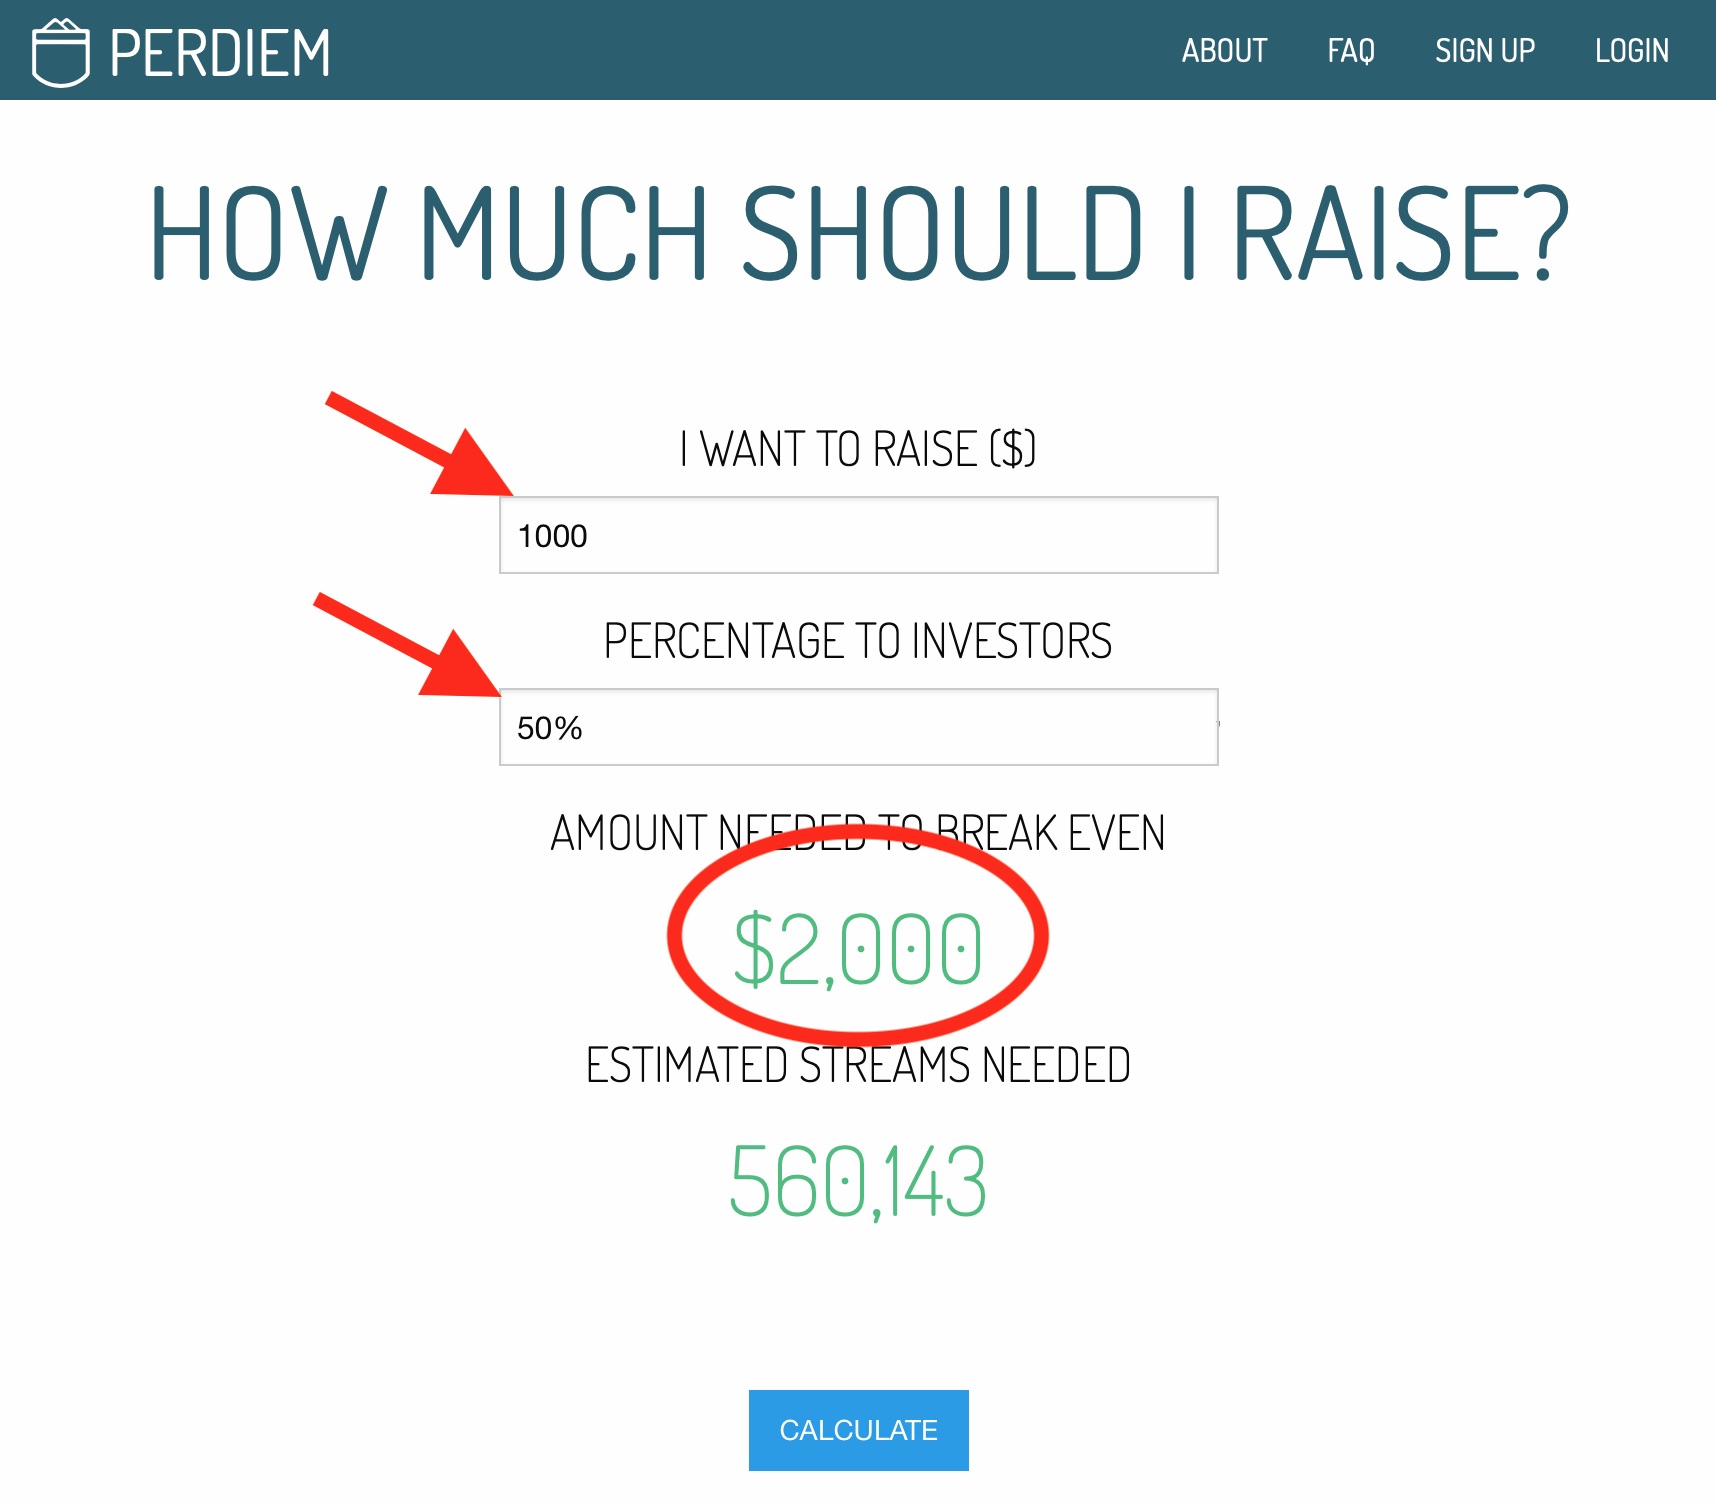 PERDIEM
ABOUT FAQ SIGN UP LOGIN
HOW MUCH SHOULD I RAISE?
I WANT TO RAISE ($)
1000
PERCENTAGE TO INVESTORS
50%
AMOUNT NEEDED TO BREAK EVEN
$2,000
ESTIMATED STREAMS NEEDED
560,143
CALCULATE